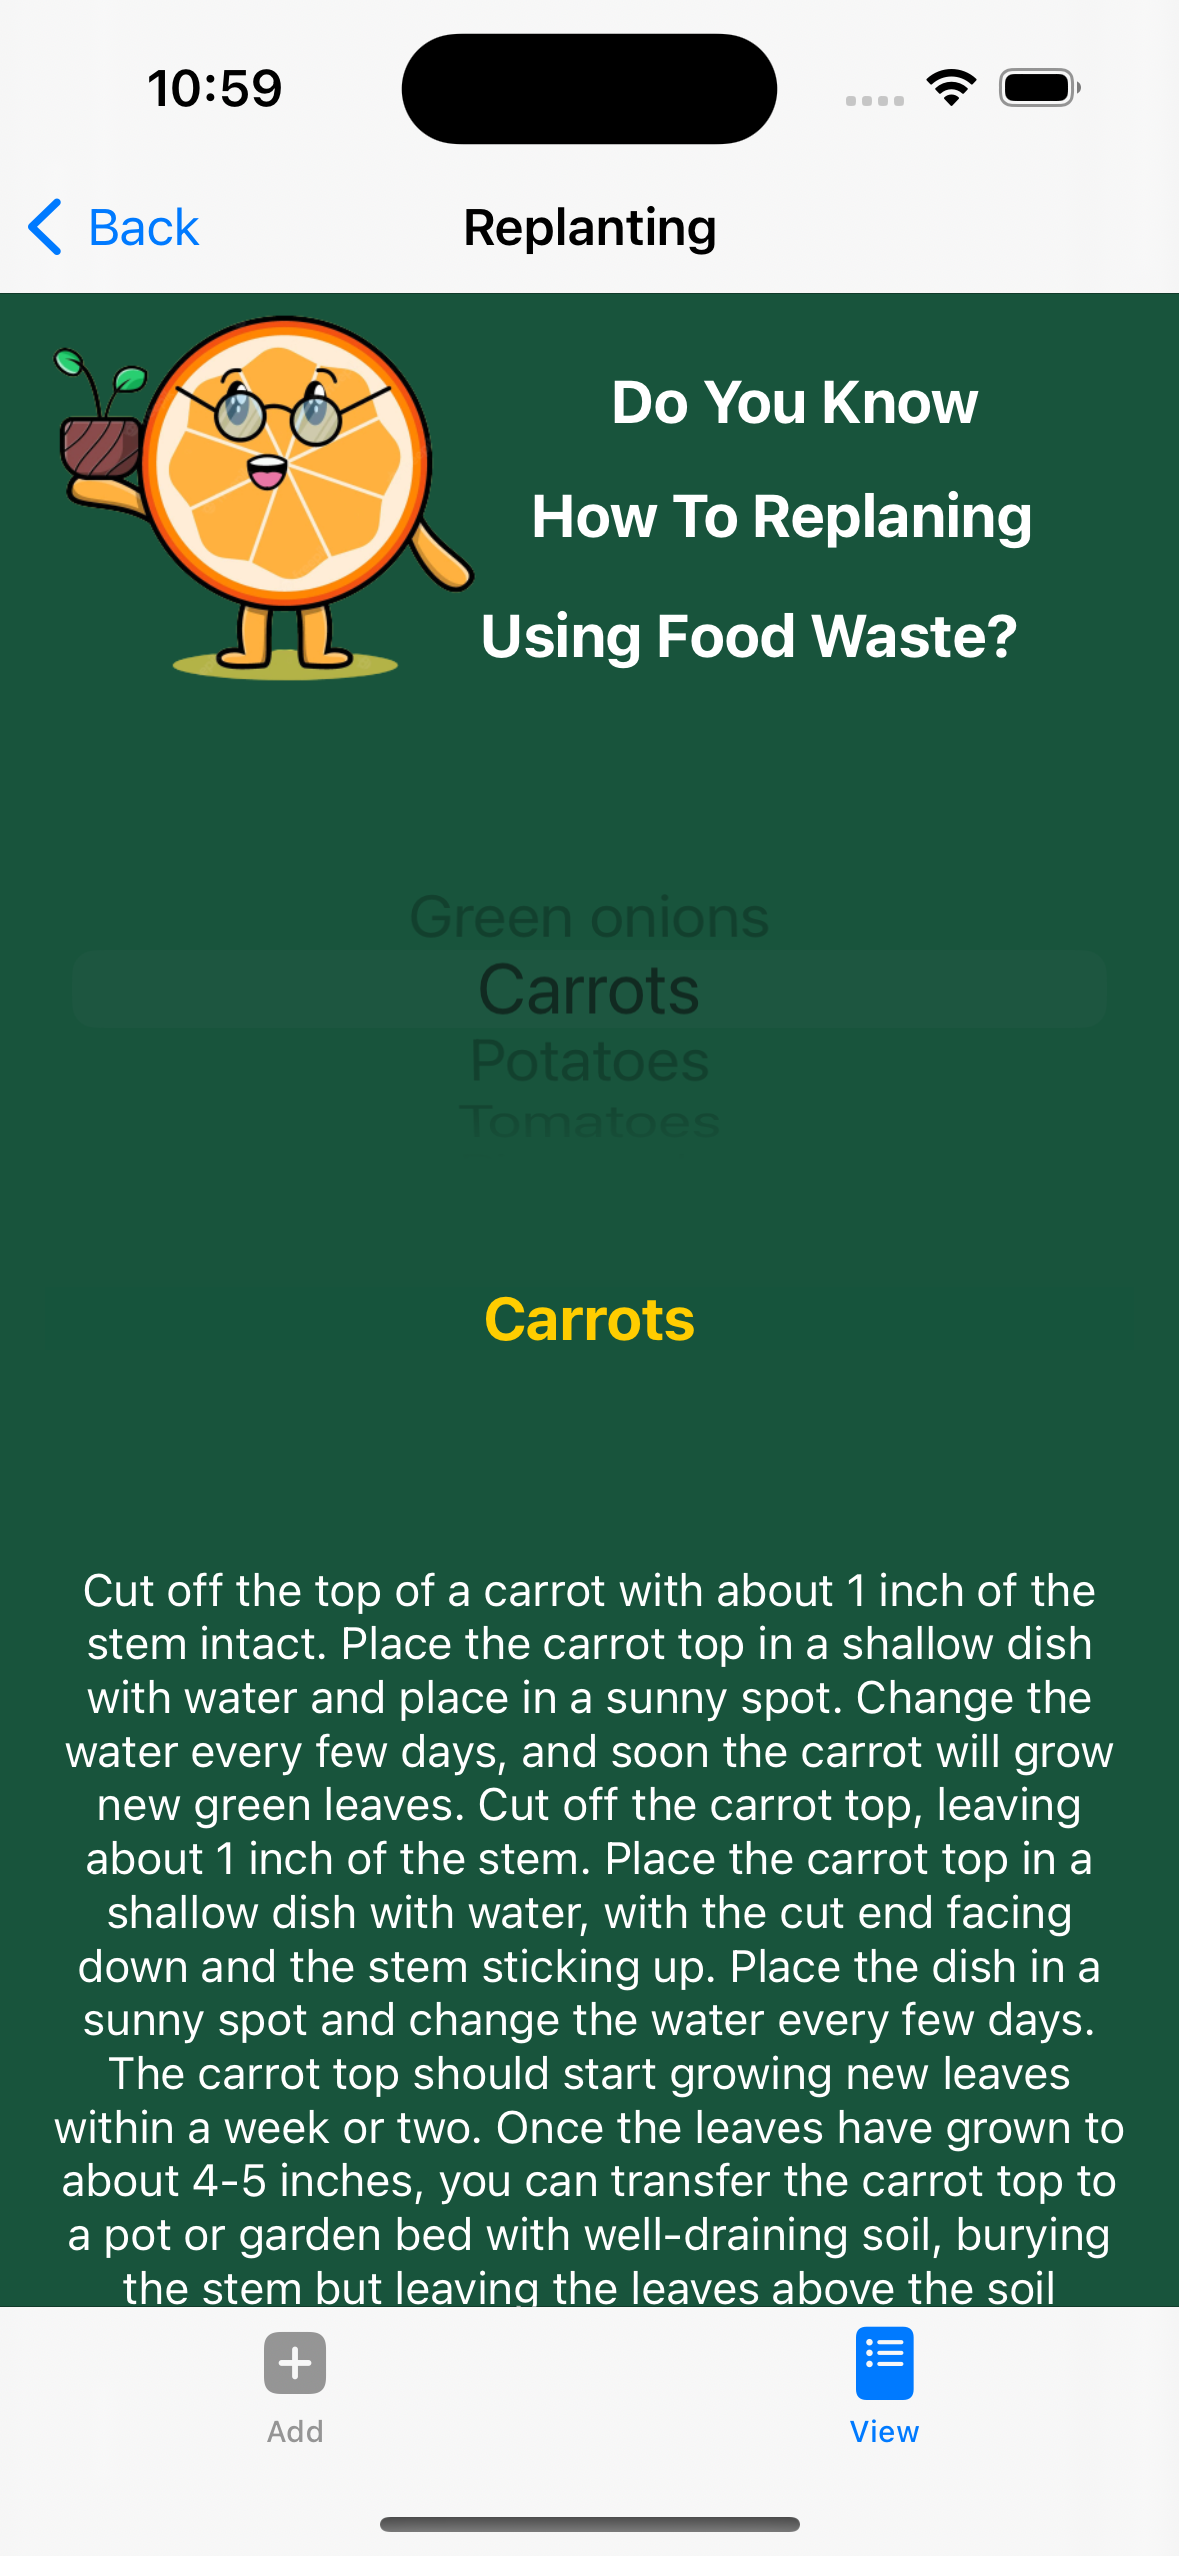 10:59
Back
Replanting
Do You Know
How To Replaning
Using Food Waste?
Green onions
Carrots
Potatoes
Tomatoes
Carrots
Cut off the top of a carrot with about 1 inch of the
stem intact. Place the carrot top in a shallow dish
with water and place in a sunny spot. Change the
water every few days, and soon the carrot will grow
new green leaves. Cut off the carrot top, leaving
about 1 inch of the stem. Place the carrot top in a
shallow dish with water, with the cut end facing
down and the stem sticking up. Place the dish in a
sunny spot and change the water every few days.
The carrot top should start growing new leaves
within a week or two. Once the leaves have grown to
about 4-5 inches, you can transfer the carrot top to
a pot or garden bed with well-draining soil, burying
the stem but leaving the leaves above the soil
Add
View